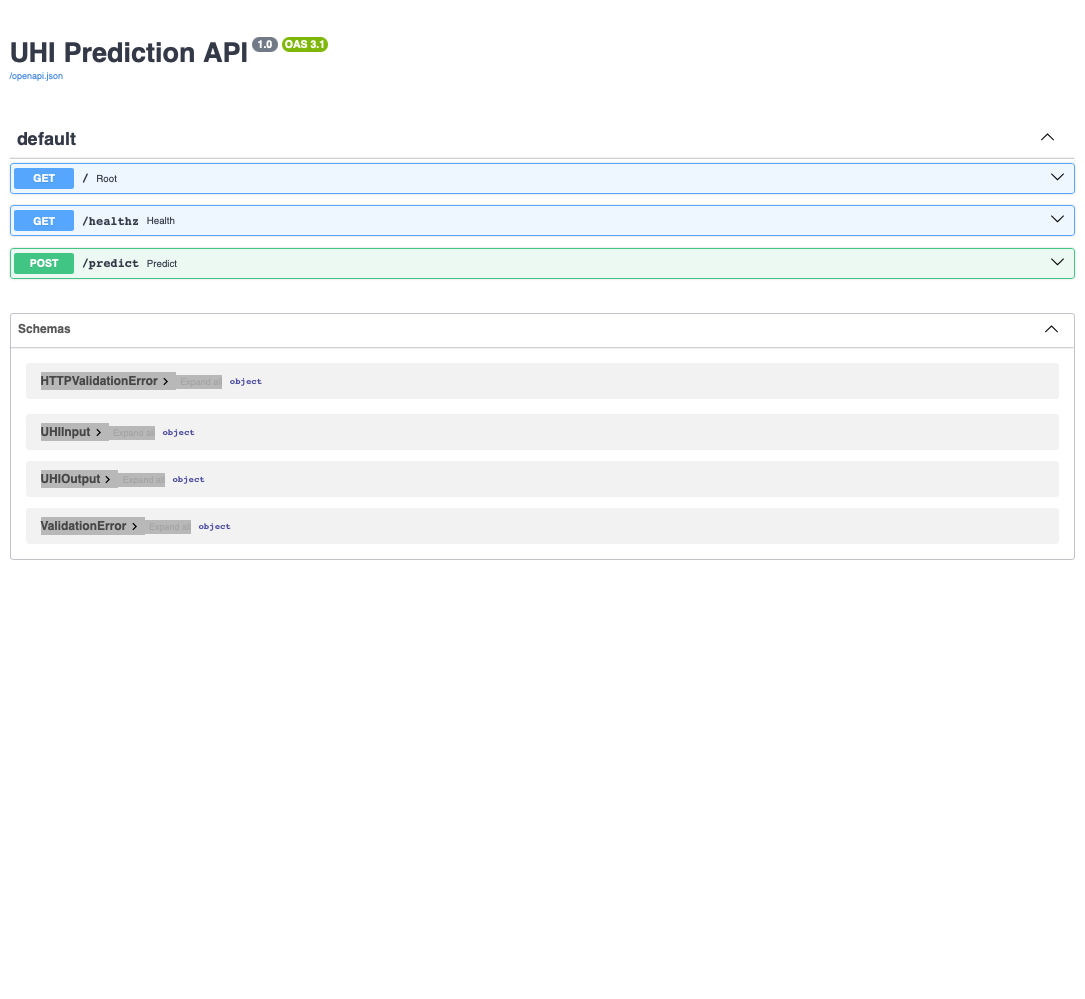 UHI Prediction API 1.0 OAS 3.1
/openapi.json
default
GET / Root
GET /healthz Health
POST /predict Predict
Schemas
HTTPValidationError Expand all object
UHIInput Expand all object
UHIOutput Expand all object
ValidationError Expand all object